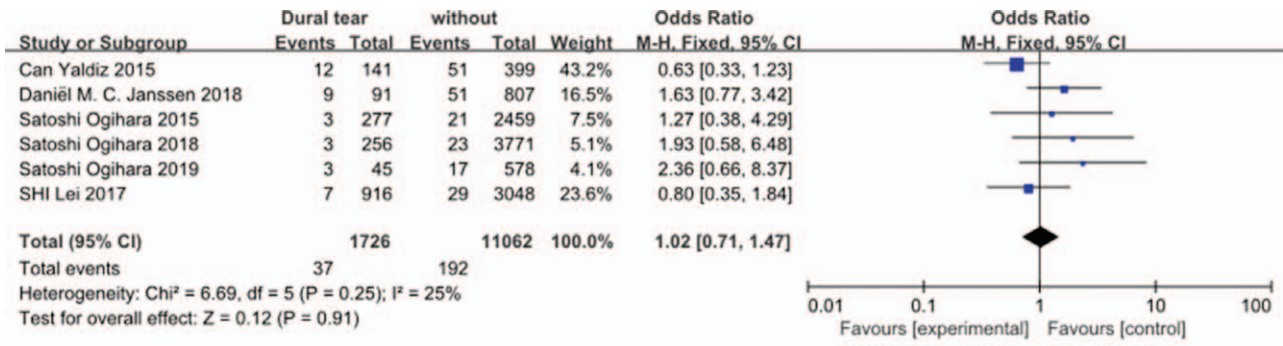 Dural tear without Odds Ratio Odds Ratio
Study or Subgroup Events Total Events Total Weight M-H, Fixed, 95% CI M-H, Fixed, 95% CI
Can Yaldiz 2015 12 141 51 399 43.2% 0.63 [0.33, 1.23]
Daniël M. C. Janssen 2018 9 91 51 807 16.5% 1.63 [0.77, 3.42]
Satoshi Ogihara 2015 3 277 21 2459 7.5% 1.27 [0.38, 4.29]
Satoshi Ogihara 2018 3 256 23 3771 5.1% 1.93 [0.58, 6.48]
Satoshi Ogihara 2019 3 45 17 578 4.1% 2.36 [0.66, 8.37]
SHI Lei 2017 7 916 29 3048 23.6% 0.80 [0.35, 1.84]
Total (95% CI) 1726 11062 100.0% 1.02 [0.71, 1.47]
Total events 37 192
Heterogeneity: Chi² = 6.69, df = 5 (P = 0.25); I² = 25%
Test for overall effect: Z = 0.12 (P = 0.91)
0.01 0.1 1 10 100
Favours [experimental] Favours [control]